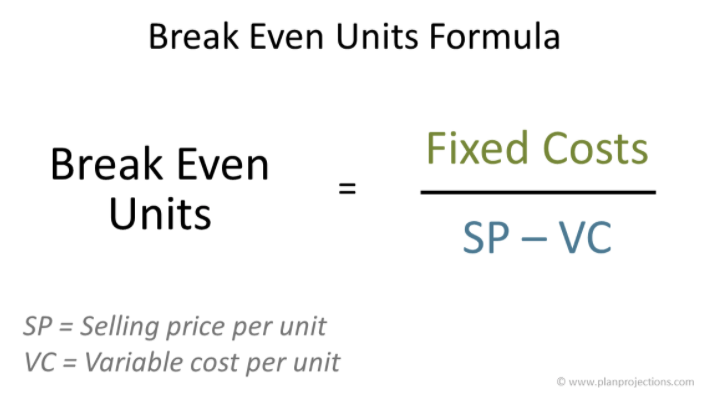 Break Even Units Formula
Break Even
Units
=
Fixed Costs
SP – VC
SP = Selling price per unit
VC = Variable cost per unit
© www.planprojections.com